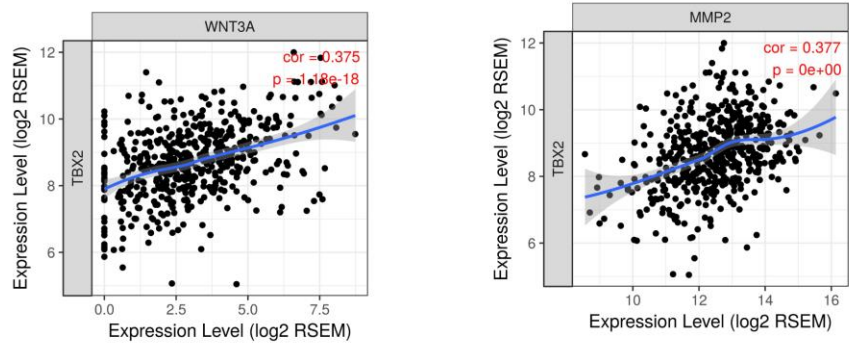 WNT3A
cor = 0.375
p = 1.18e-18
TBX2
Expression Level (log2 RSEM)
12
10
8
6
0.0
2.5
5.0
7.5
Expression Level (log2 RSEM)
MMP2
cor = 0.377
p = 0e+00
TBX2
Expression Level (log2 RSEM)
12
10
8
6
10
12
14
16
Expression Level (log2 RSEM)